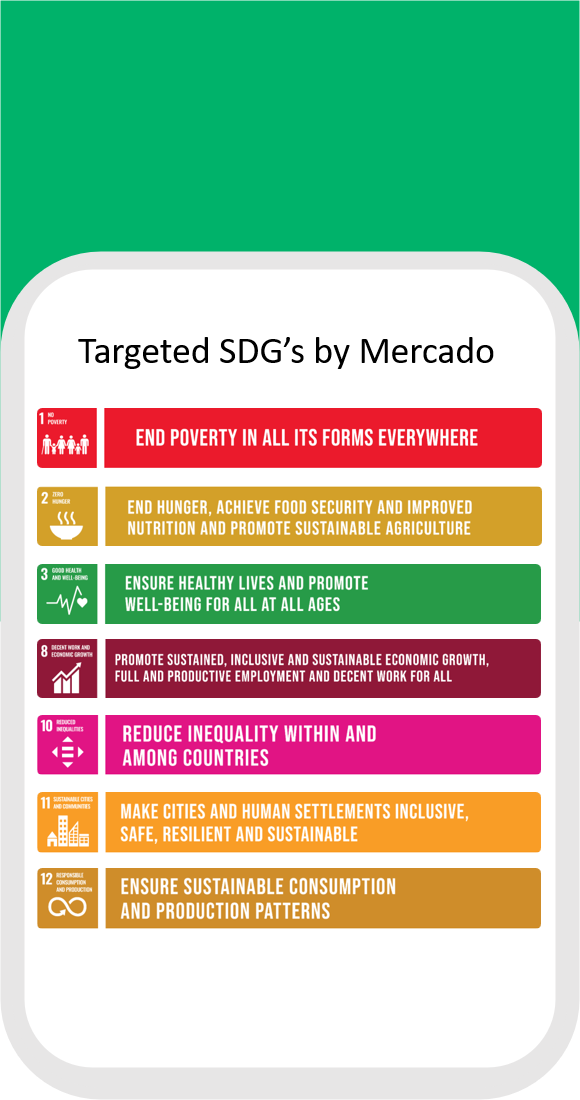 Targeted SDG's by Mercado
1 NO
POVERTY
END POVERTY IN ALL ITS FORMS EVERYWHERE
2 ZERO
HUNGER
END HUNGER, ACHIEVE FOOD SECURITY AND IMPROVED
NUTRITION AND PROMOTE SUSTAINABLE AGRICULTURE
3 GOOD HEALTH
AND WELL-BEING
ENSURE HEALTHY LIVES AND PROMOTE
WELL-BEING FOR ALL AT ALL AGES
8 DECENT WORK AND
ECONOMIC GROWTH
PROMOTE SUSTAINED, INCLUSIVE AND SUSTAINABLE ECONOMIC GROWTH,
FULL AND PRODUCTIVE EMPLOYMENT AND DECENT WORK FOR ALL
10 REDUCED
INEQUALITIES
REDUCE INEQUALITY WITHIN AND
AMONG COUNTRIES
11 SUSTAINABLE CITIES
AND COMMUNITIES
MAKE CITIES AND HUMAN SETTLEMENTS INCLUSIVE,
SAFE, RESILIENT AND SUSTAINABLE
12 RESPONSIBLE
CONSUMPTION
AND PRODUCTION
ENSURE SUSTAINABLE CONSUMPTION
AND PRODUCTION PATTERNS